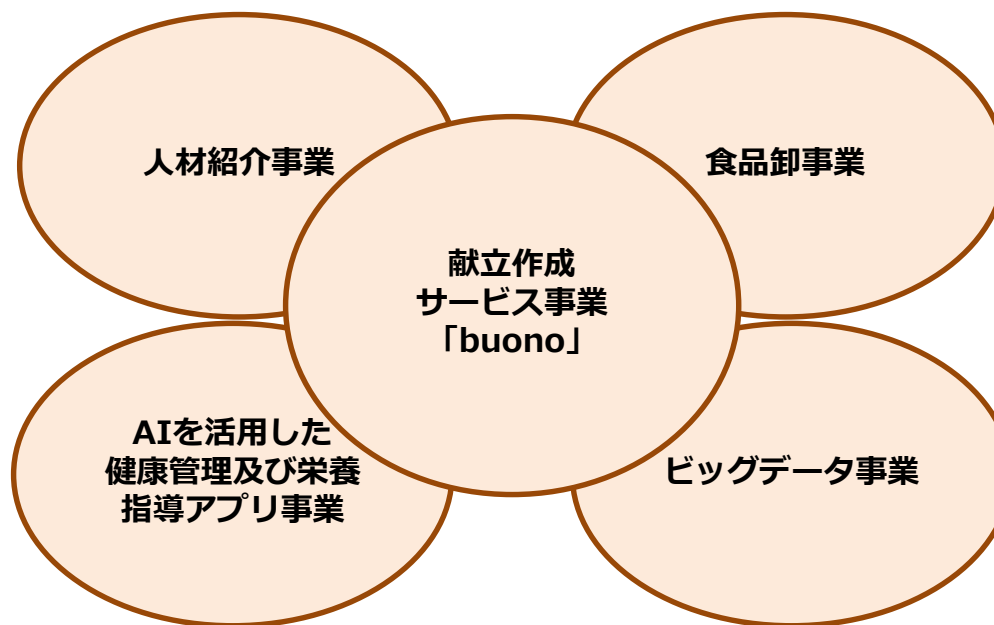 人材紹介事業
食品卸事業
献立作成
サービス事業
「buono」
AIを活用した
健康管理及び栄養
指導アプリ事業
ビッグデータ事業